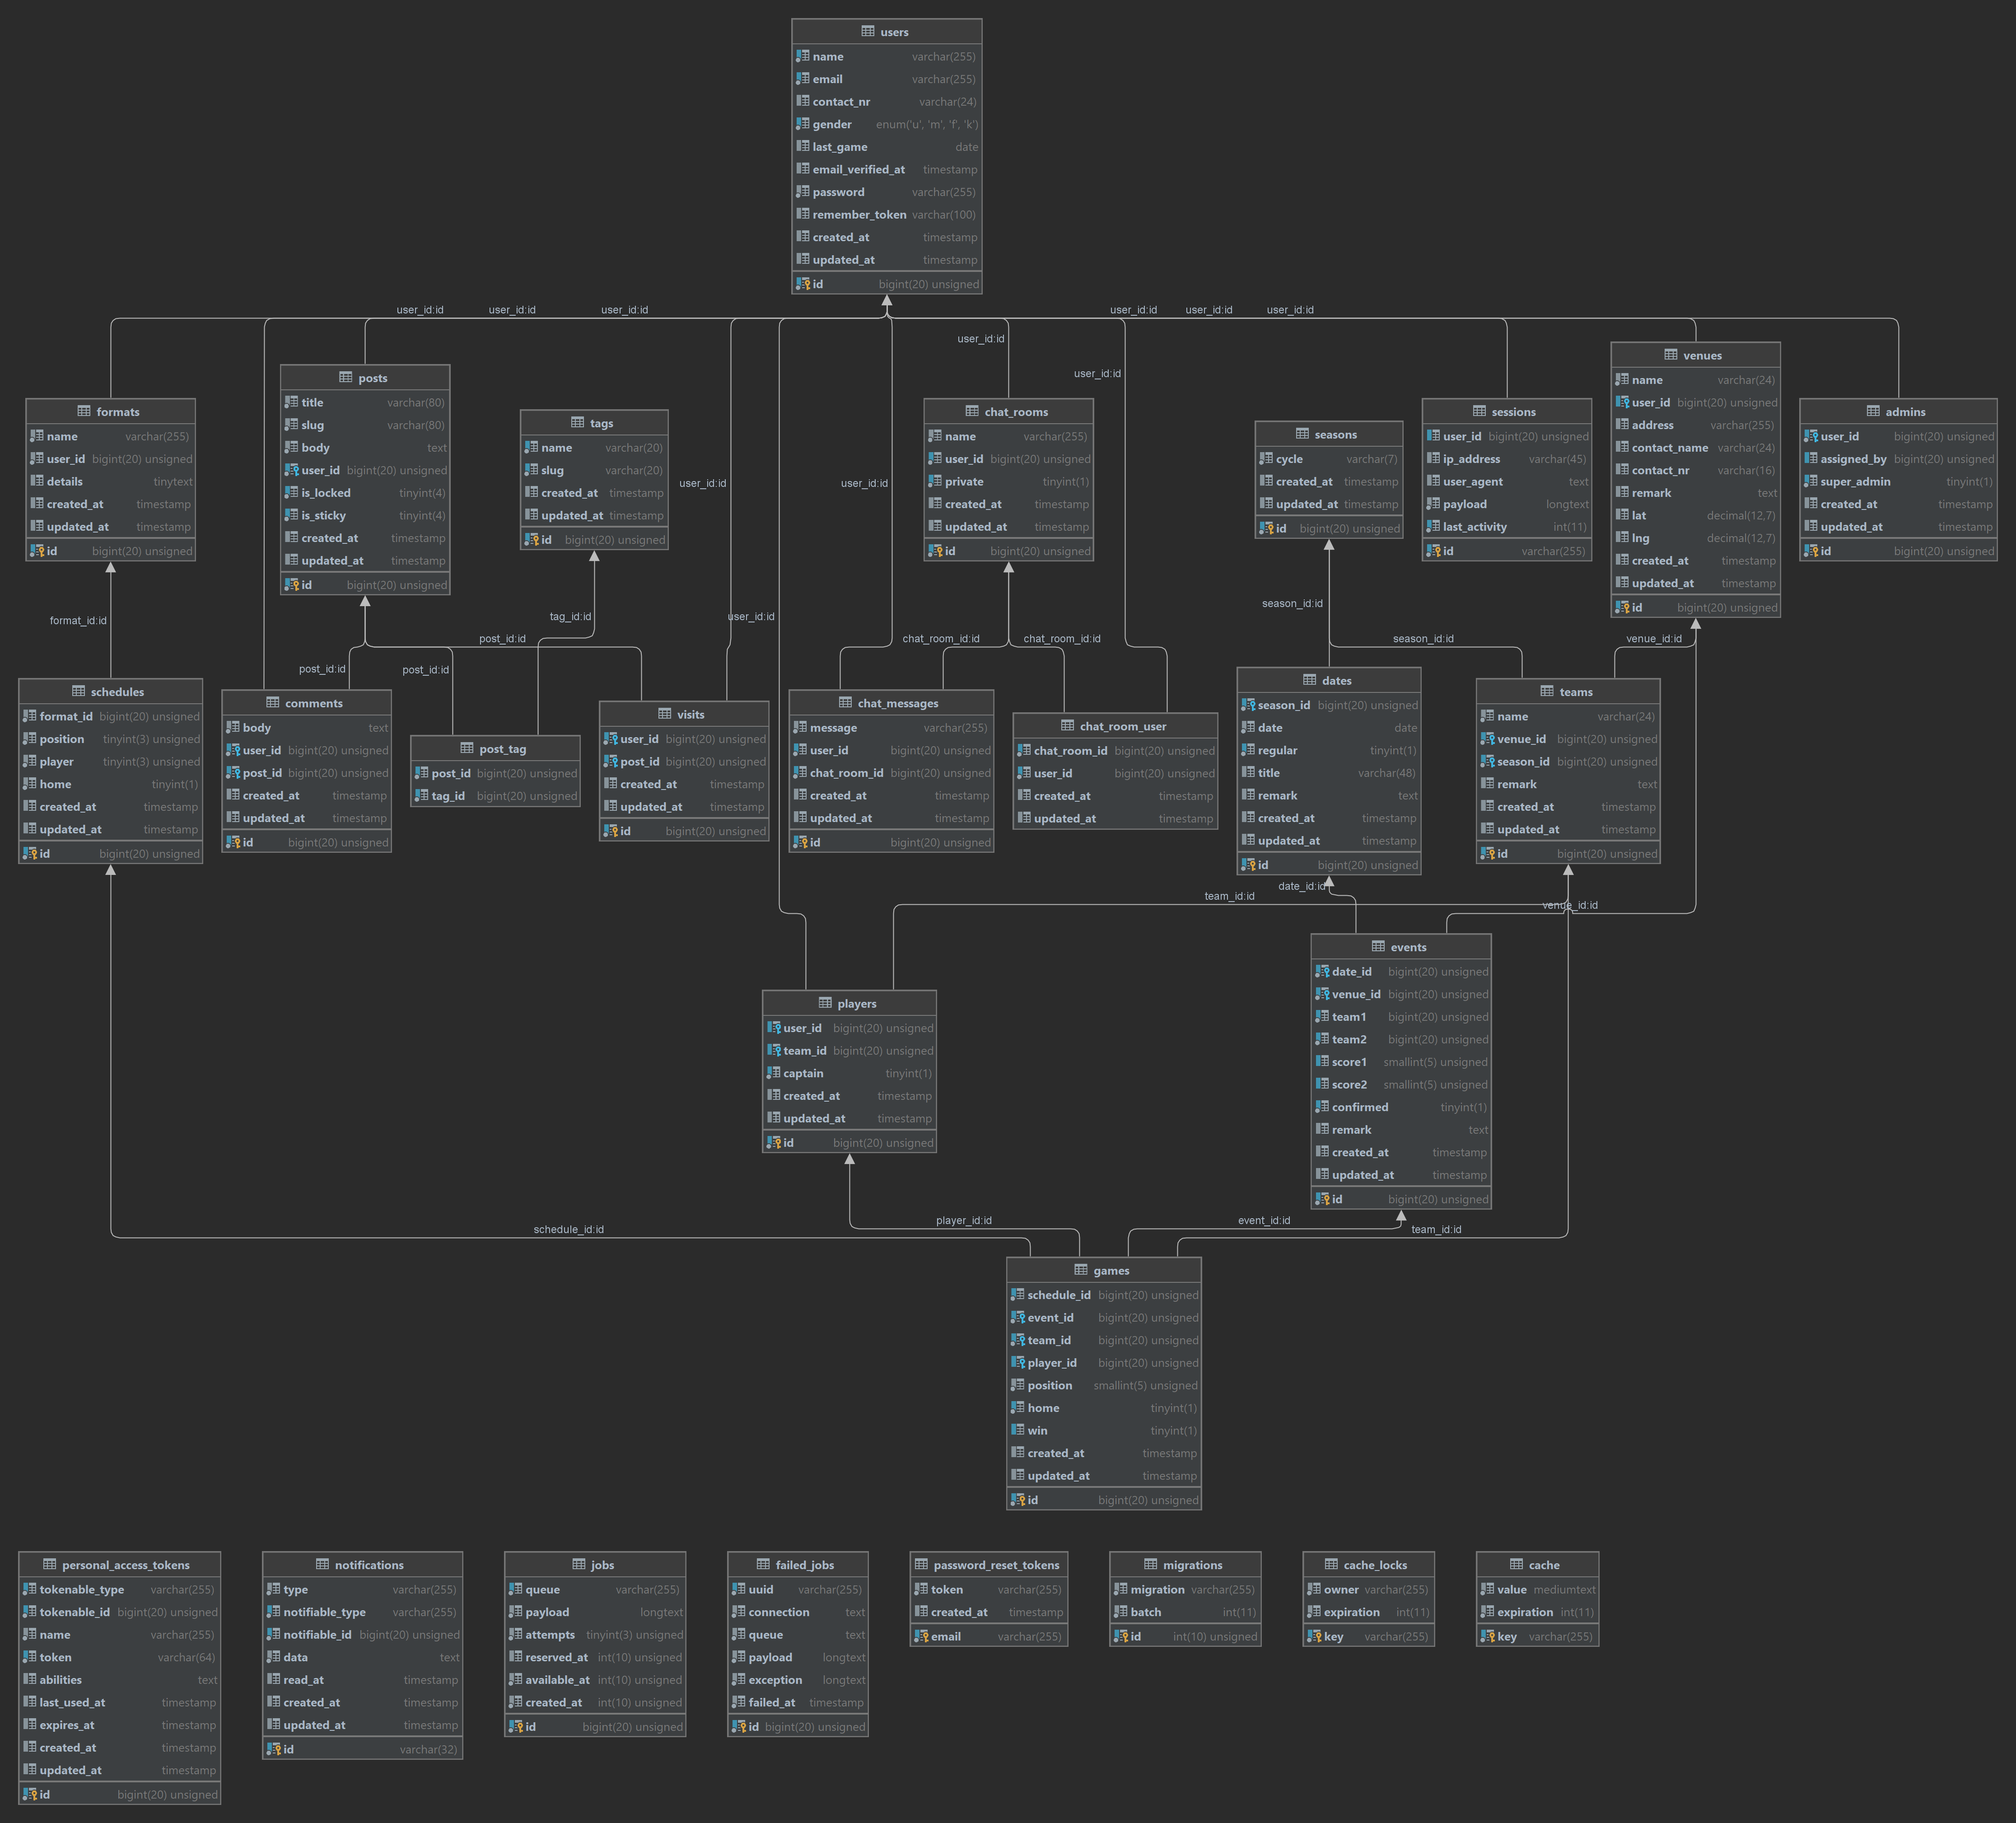 users
name varchar(255)
email varchar(255)
contact_nr varchar(24)
gender enum('u', 'm', 'f', 'k')
last_game date
email_verified_at timestamp
password varchar(255)
remember_token varchar(100)
created_at timestamp
updated_at timestamp
id bigint(20) unsigned
user_id:id user_id:id user_id:id user_id:id user_id:id user_id:id
user_id:id
user_id:id
user_id:id
user_id:id
user_id:id
formats
name varchar(255)
user_id bigint(20) unsigned
details tinytext
created_at timestamp
updated_at timestamp
id bigint(20) unsigned
posts
title varchar(80)
slug varchar(80)
body text
user_id bigint(20) unsigned
is_locked tinyint(4)
is_sticky tinyint(4)
created_at timestamp
updated_at timestamp
id bigint(20) unsigned
tags
name varchar(20)
slug varchar(20)
created_at timestamp
updated_at timestamp
id bigint(20) unsigned
chat_rooms
name varchar(255)
user_id bigint(20) unsigned
private tinyint(1)
created_at timestamp
updated_at timestamp
id bigint(20) unsigned
seasons
cycle varchar(7)
created_at timestamp
updated_at timestamp
id bigint(20) unsigned
sessions
user_id bigint(20) unsigned
ip_address varchar(45)
user_agent text
payload longtext
last_activity int(11)
id varchar(255)
venues
name varchar(24)
user_id bigint(20) unsigned
address varchar(255)
contact_name varchar(24)
contact_nr varchar(16)
remark text
lat decimal(12,7)
lng decimal(12,7)
created_at timestamp
updated_at timestamp
id bigint(20) unsigned
admins
user_id bigint(20) unsigned
assigned_by bigint(20) unsigned
super_admin tinyint(1)
created_at timestamp
updated_at timestamp
id bigint(20) unsigned
format_id:id
tag_id:id
post_id:id
post_id:id
post_id:id
chat_room_id:id
chat_room_id:id
season_id:id
season_id:id
venue_id:id
schedules
format_id bigint(20) unsigned
position tinyint(3) unsigned
player tinyint(3) unsigned
home tinyint(1)
created_at timestamp
updated_at timestamp
id bigint(20) unsigned
comments
body text
user_id bigint(20) unsigned
post_id bigint(20) unsigned
created_at timestamp
updated_at timestamp
id bigint(20) unsigned
post_tag
post_id bigint(20) unsigned
tag_id bigint(20) unsigned
visits
user_id bigint(20) unsigned
post_id bigint(20) unsigned
created_at timestamp
updated_at timestamp
id bigint(20) unsigned
chat_messages
message varchar(255)
user_id bigint(20) unsigned
chat_room_id bigint(20) unsigned
created_at timestamp
updated_at timestamp
id bigint(20) unsigned
chat_room_user
chat_room_id bigint(20) unsigned
user_id bigint(20) unsigned
created_at timestamp
updated_at timestamp
dates
season_id bigint(20) unsigned
date date
regular tinyint(1)
title varchar(48)
remark text
created_at timestamp
updated_at timestamp
id bigint(20) unsigned
teams
name varchar(24)
venue_id bigint(20) unsigned
season_id bigint(20) unsigned
remark text
created_at timestamp
updated_at timestamp
id bigint(20) unsigned
date_id:id
team_id:id
venue_id:id
players
user_id bigint(20) unsigned
team_id bigint(20) unsigned
captain tinyint(1)
created_at timestamp
updated_at timestamp
id bigint(20) unsigned
events
date_id bigint(20) unsigned
venue_id bigint(20) unsigned
team1 bigint(20) unsigned
team2 bigint(20) unsigned
score1 smallint(5) unsigned
score2 smallint(5) unsigned
confirmed tinyint(1)
remark text
created_at timestamp
updated_at timestamp
id bigint(20) unsigned
schedule_id:id
player_id:id
event_id:id
team_id:id
games
schedule_id bigint(20) unsigned
event_id bigint(20) unsigned
team_id bigint(20) unsigned
player_id bigint(20) unsigned
position smallint(5) unsigned
home tinyint(1)
win tinyint(1)
created_at timestamp
updated_at timestamp
id bigint(20) unsigned
personal_access_tokens
tokenable_type varchar(255)
tokenable_id bigint(20) unsigned
name varchar(255)
token varchar(64)
abilities text
last_used_at timestamp
expires_at timestamp
created_at timestamp
updated_at timestamp
id bigint(20) unsigned
notifications
type varchar(255)
notifiable_type varchar(255)
notifiable_id bigint(20) unsigned
data text
read_at timestamp
created_at timestamp
updated_at timestamp
id varchar(32)
jobs
queue varchar(255)
payload longtext
attempts tinyint(3) unsigned
reserved_at int(10) unsigned
available_at int(10) unsigned
created_at int(10) unsigned
id bigint(20) unsigned
failed_jobs
uuid varchar(255)
connection text
queue text
payload longtext
exception longtext
failed_at timestamp
id bigint(20) unsigned
password_reset_tokens
token varchar(255)
created_at timestamp
email varchar(255)
migrations
migration varchar(255)
batch int(11)
id int(10) unsigned
cache_locks
owner varchar(255)
expiration int(11)
key varchar(255)
cache
value mediumtext
expiration int(11)
key varchar(255)